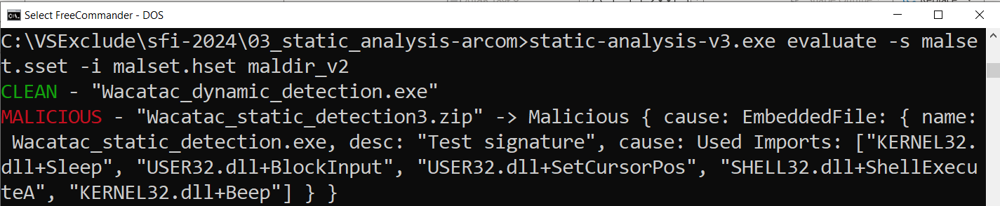 Select FreeCommander - DOS
C:\VSExclude\sfi-2024\03_static_analysis-arcom>static-analysis-v3.exe evaluate -s malse
t.sset -i malset.hset maldir_v2
CLEAN - "Wacatac_dynamic_detection.exe"
MALICIOUS - "Wacatac_static_detection3.zip" -> Malicious { cause: EmbeddedFile: { name:
 Wacatac_static_detection.exe, desc: "Test signature", cause: Used Imports: ["KERNEL32.
dll+Sleep", "USER32.dll+BlockInput", "USER32.dll+SetCursorPos", "SHELL32.dll+ShellExecu
teA", "KERNEL32.dll+Beep"] } }